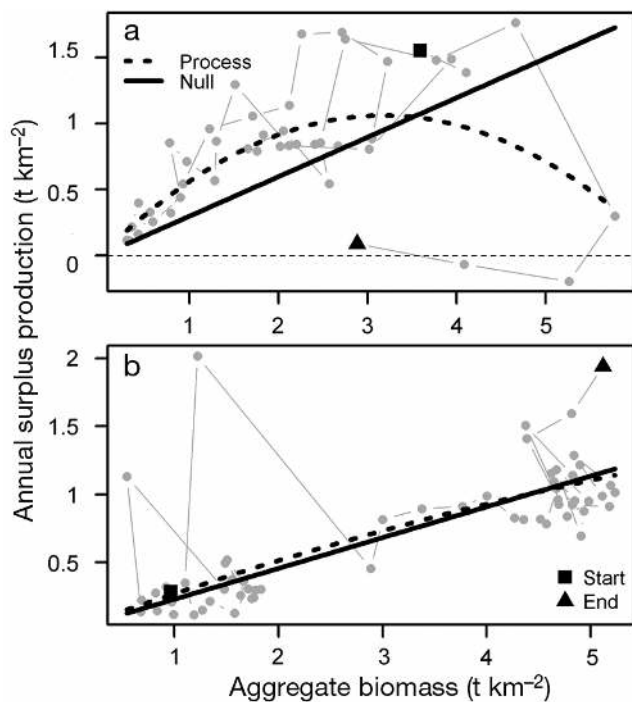 a
Process
Null
1.5
1.0
0.5
0
1 2 3 4 5
b
2
1.5
1
0.5
Start
End
1 2 3 4 5
Annual surplus production (t km⁻²)
Aggregate biomass (t km⁻²)